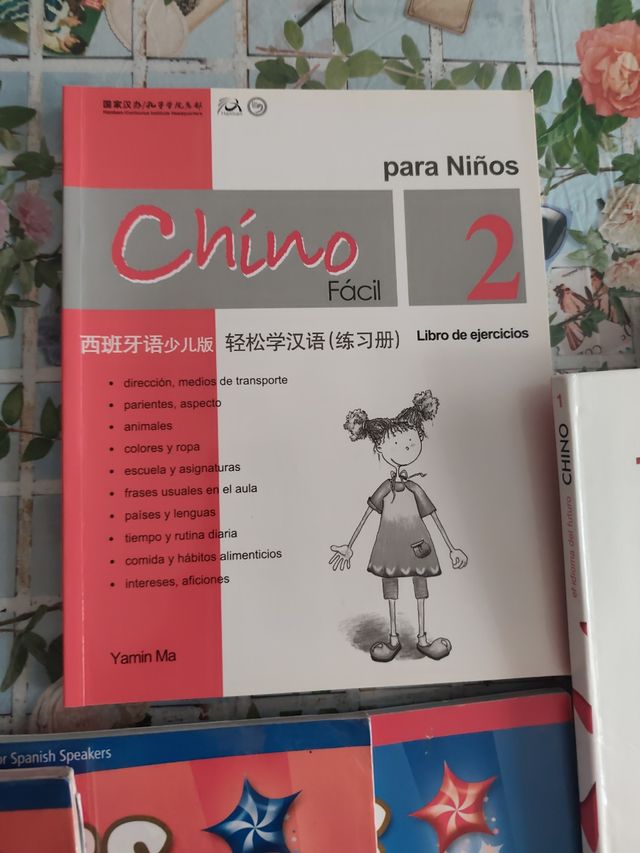 国家汉办/孔子学院总部
Hanban/Confucius Institute Headquarters
Hanban
para Niños
Chino
Fácil
2
西班牙语少儿版 轻松学汉语(练习册) Libro de ejercicios
• dirección, medios de transporte
• parientes, aspecto
• animales
• colores y ropa
• escuela y asignaturas
• frases usuales en el aula
• países y lenguas
• tiempo y rutina diaria
• comida y hábitos alimenticios
• intereses, aficiones
Yamin Ma
el idioma del futuro CHINO 1
or Spanish Speakers